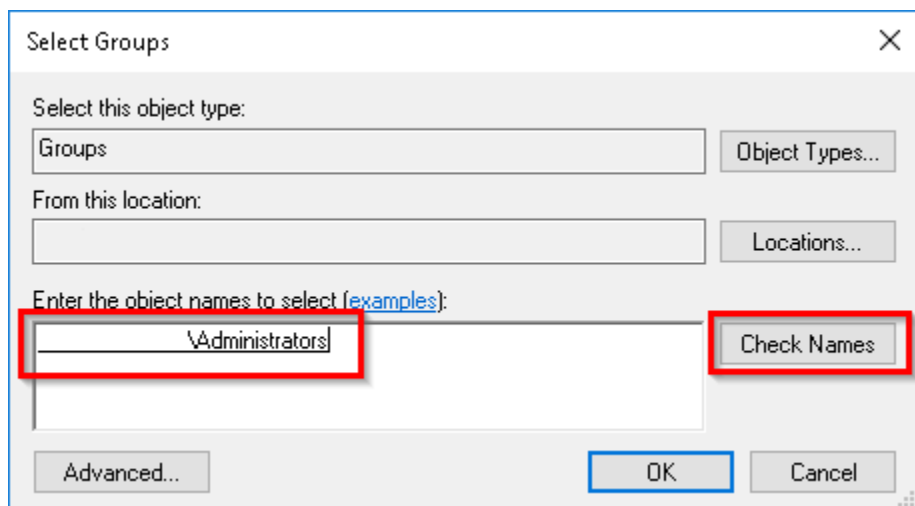 Select Groups
Select this object type:
Groups
Object Types...
From this location:
Locations...
Enter the object names to select (examples):
\Administrators
Check Names
Advanced...
OK
Cancel